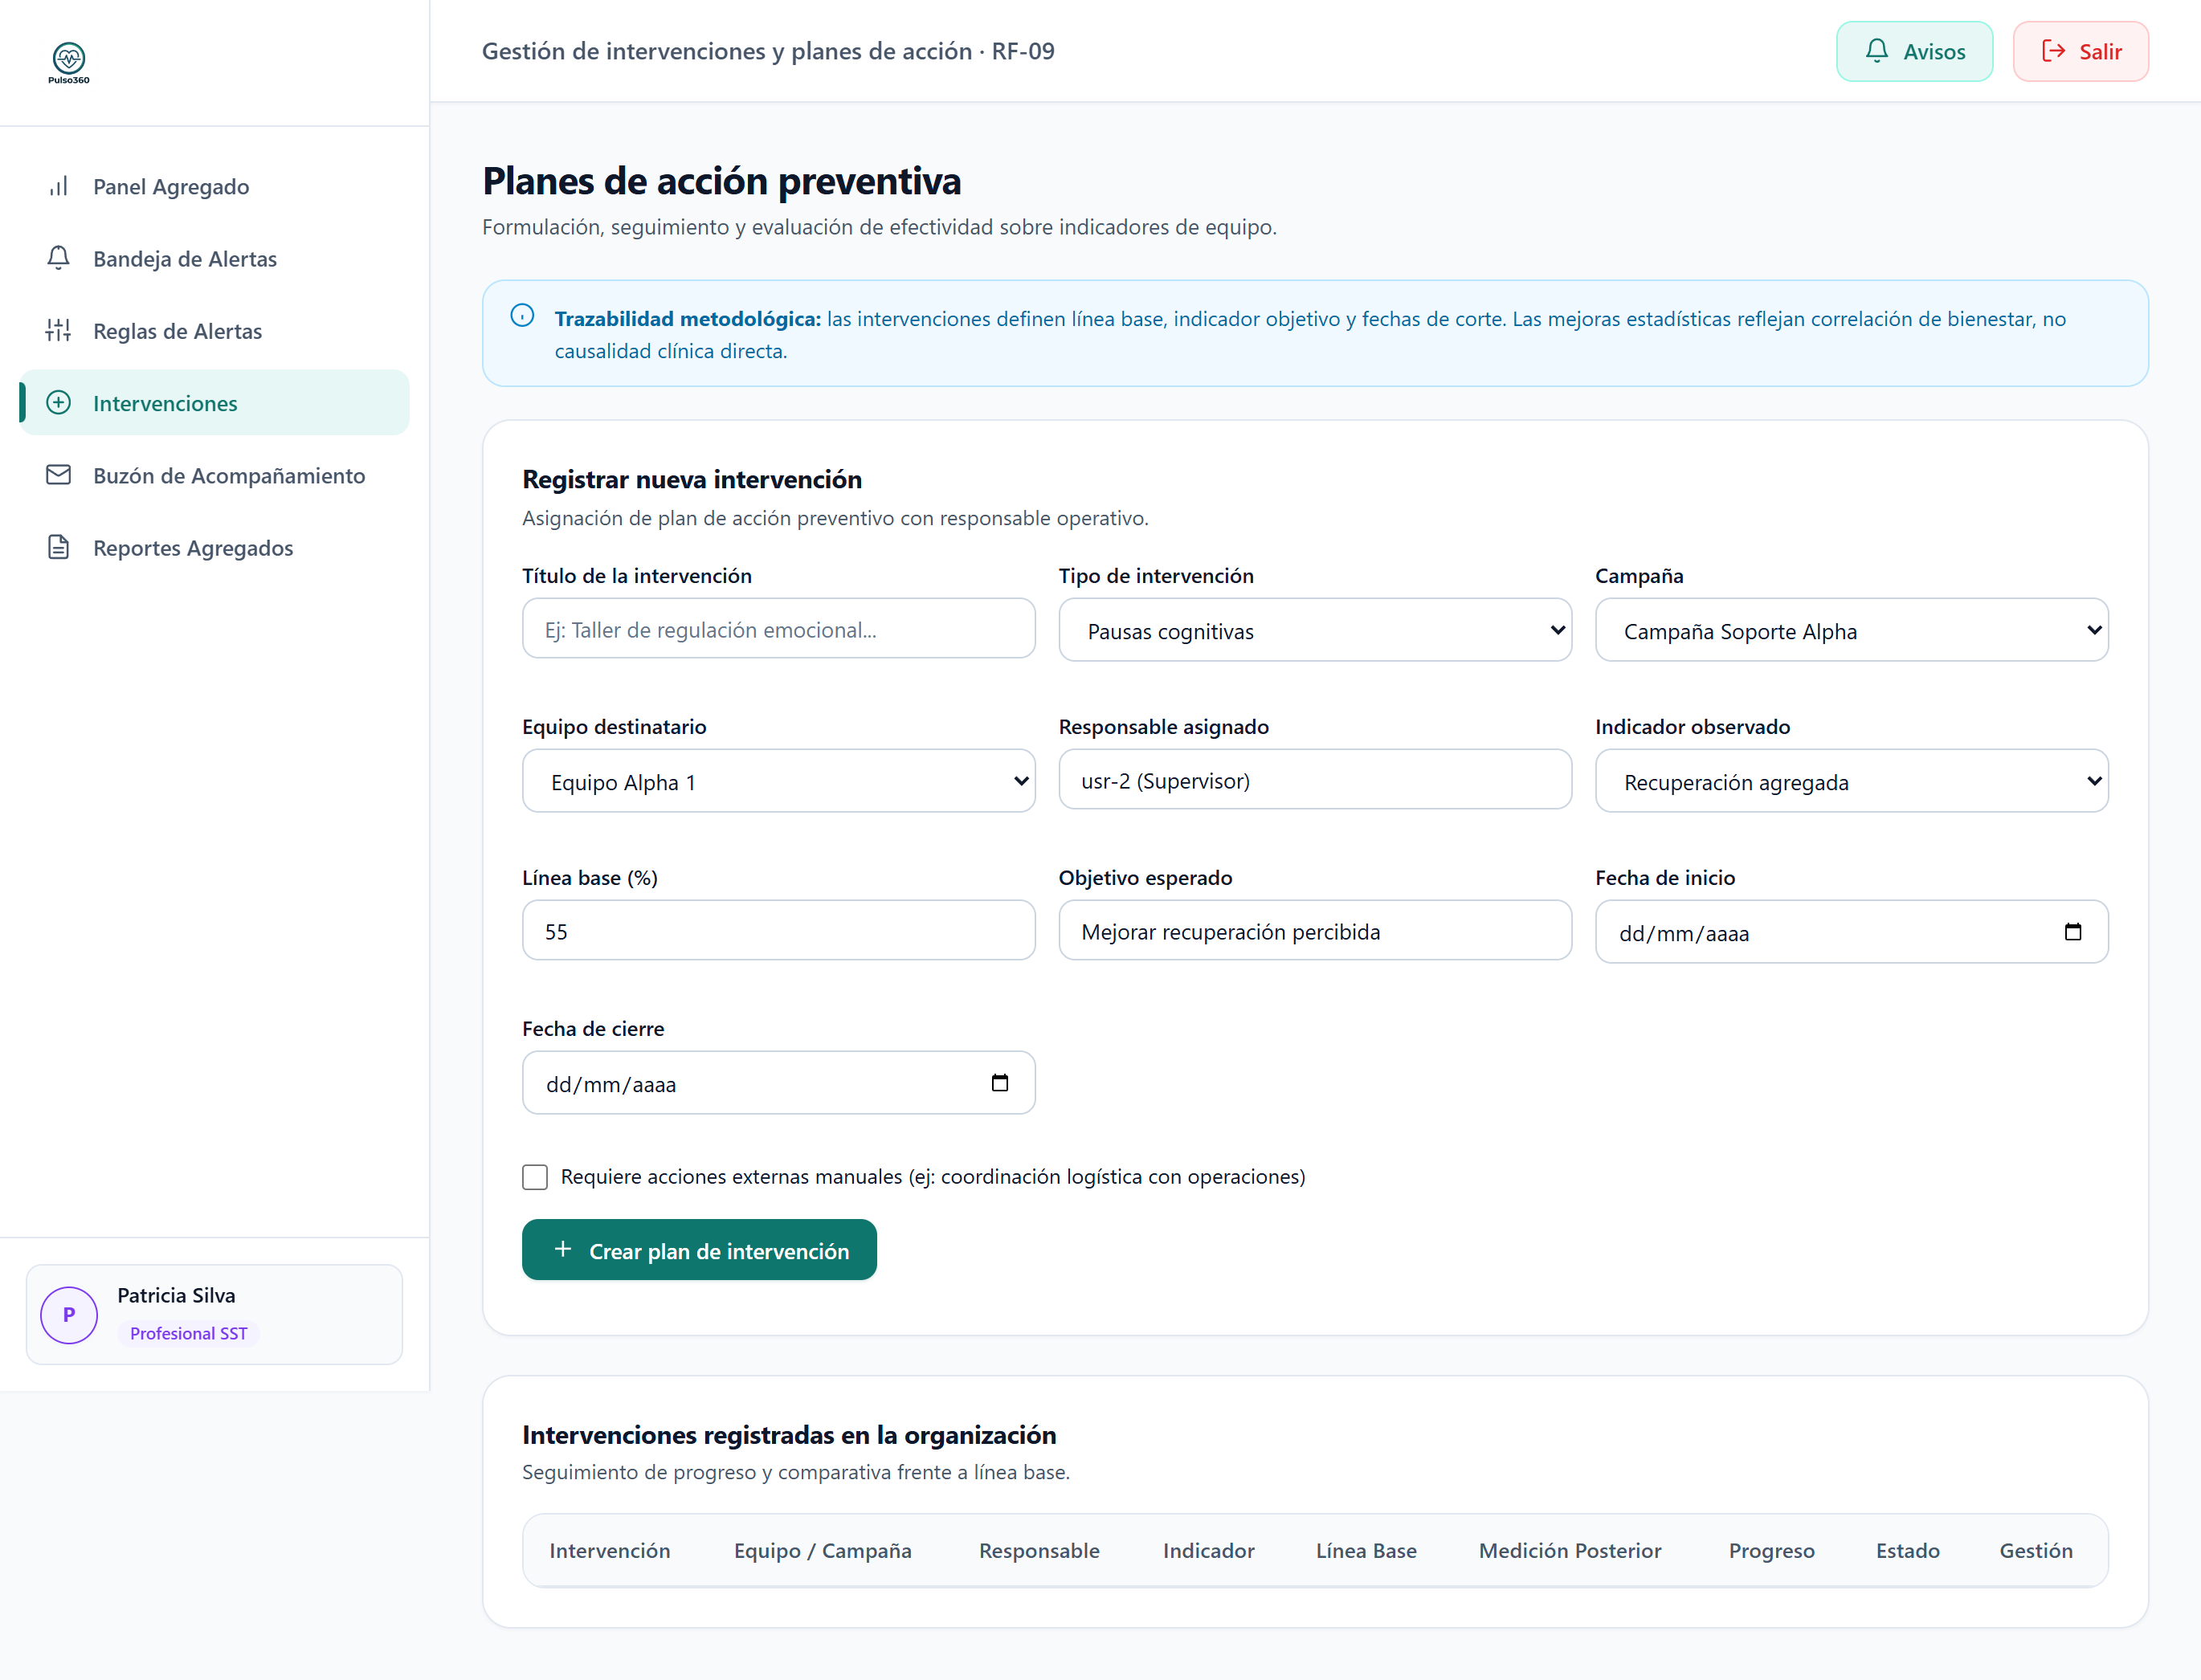 Pulso360
Gestión de intervenciones y planes de acción · RF-09
Avisos
Salir
Panel Agregado
Bandeja de Alertas
Reglas de Alertas
Intervenciones
Buzón de Acompañamiento
Reportes Agregados
Patricia Silva
P
Profesional SST
Planes de acción preventiva
Formulación, seguimiento y evaluación de efectividad sobre indicadores de equipo.
Trazabilidad metodológica: las intervenciones definen línea base, indicador objetivo y fechas de corte. Las mejoras estadísticas reflejan correlación de bienestar, no
causalidad clínica directa.
Registrar nueva intervención
Asignación de plan de acción preventivo con responsable operativo.
Título de la intervención
Ej: Taller de regulación emocional...
Tipo de intervención
Pausas cognitivas
Campaña
Campaña Soporte Alpha
Equipo destinatario
Equipo Alpha 1
Responsable asignado
usr-2 (Supervisor)
Indicador observado
Recuperación agregada
Línea base (%)
55
Objetivo esperado
Mejorar recuperación percibida
Fecha de inicio
dd/mm/aaaa
Fecha de cierre
dd/mm/aaaa
Requiere acciones externas manuales (ej: coordinación logística con operaciones)
+ Crear plan de intervención
Intervenciones registradas en la organización
Seguimiento de progreso y comparativa frente a línea base.
Intervención Equipo / Campaña Responsable Indicador Línea Base Medición Posterior Progreso Estado Gestión